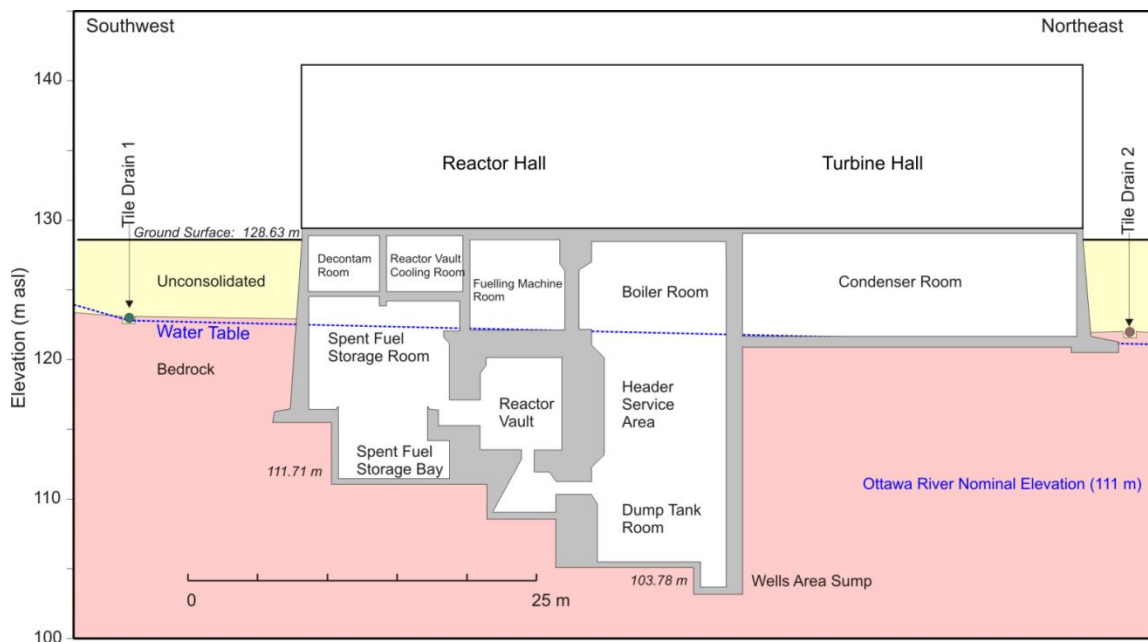 Southwest
Northeast
140
130
120
110
100
Elevation (m asl)
Tile Drain 1
Tile Drain 2
Reactor Hall
Turbine Hall
Ground Surface: 128.63 m
Unconsolidated
Decontam
Room
Reactor Vault
Cooling Room
Fuelling Machine
Room
Boiler Room
Condenser Room
Water Table
Bedrock
Spent Fuel
Storage Room
Reactor
Vault
Header
Service
Area
Spent Fuel
Storage Bay
111.71 m
Ottawa River Nominal Elevation (111 m)
Dump Tank
Room
103.78 m
Wells Area Sump
0
25 m